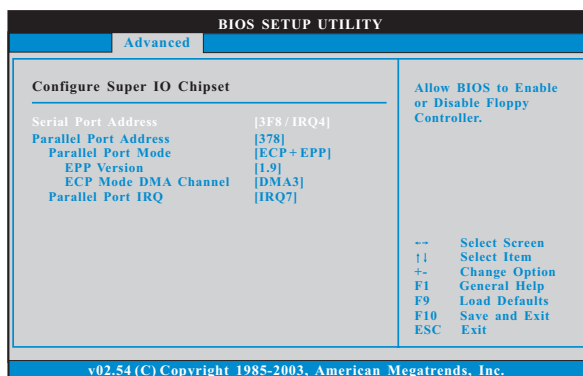 BIOS SETUP UTILITY
Advanced
Configure Super IO Chipset
Serial Port Address [3F8 / IRQ4]
Parallel Port Address [378]
Parallel Port Mode [ECP + EPP]
EPP Version [1.9]
ECP Mode DMA Channel [DMA3]
Parallel Port IRQ [IRQ7]
Allow BIOS to Enable
or Disable Floppy
Controller.
←→ Select Screen
↑↓ Select Item
+- Change Option
F1 General Help
F9 Load Defaults
F10 Save and Exit
ESC Exit
v02.54 (C) Copyright 1985-2003, American Megatrends, Inc.